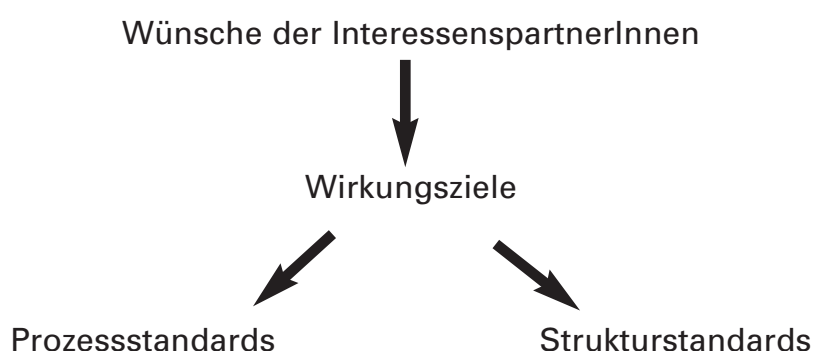 Wünsche der InteressenspartnerInnen
Wirkungsziele
Prozessstandards Strukturstandards